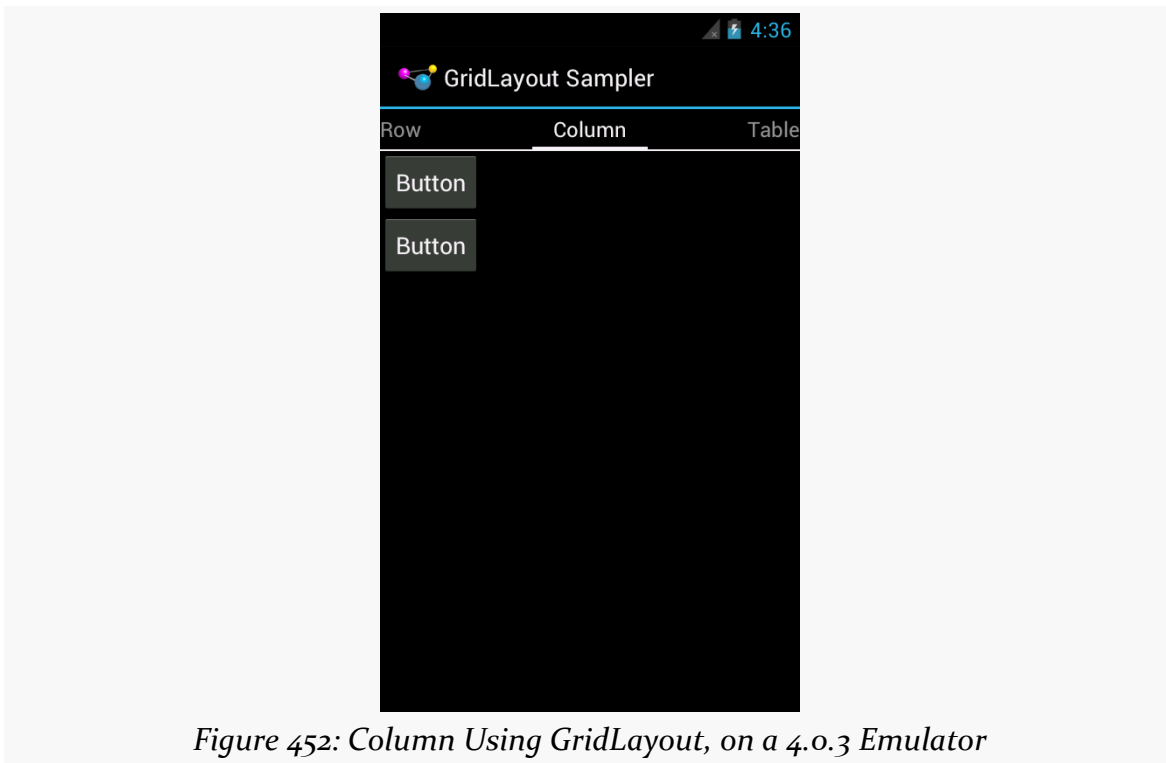 4:36
GridLayout Sampler
Row Column Table
Button
Button
Figure 452: Column Using GridLayout, on a 4.0.3 Emulator